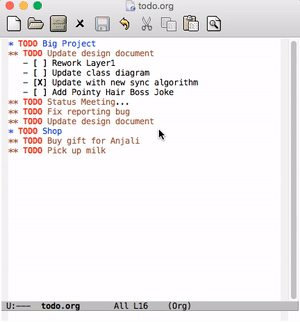 todo.org
* TODO Big Project
** TODO Update design document
- [ ] Rework Layer1
- [ ] Update class diagram
- [X] Update with new sync algorithm
- [ ] Add Pointy Hair Boss Joke
** TODO Status Meeting...
** TODO Fix reporting bug
** TODO Update design document
* TODO Shop
** TODO Buy gift for Anjali
** TODO Pick up milk
U:--- todo.org All L16 (Org)